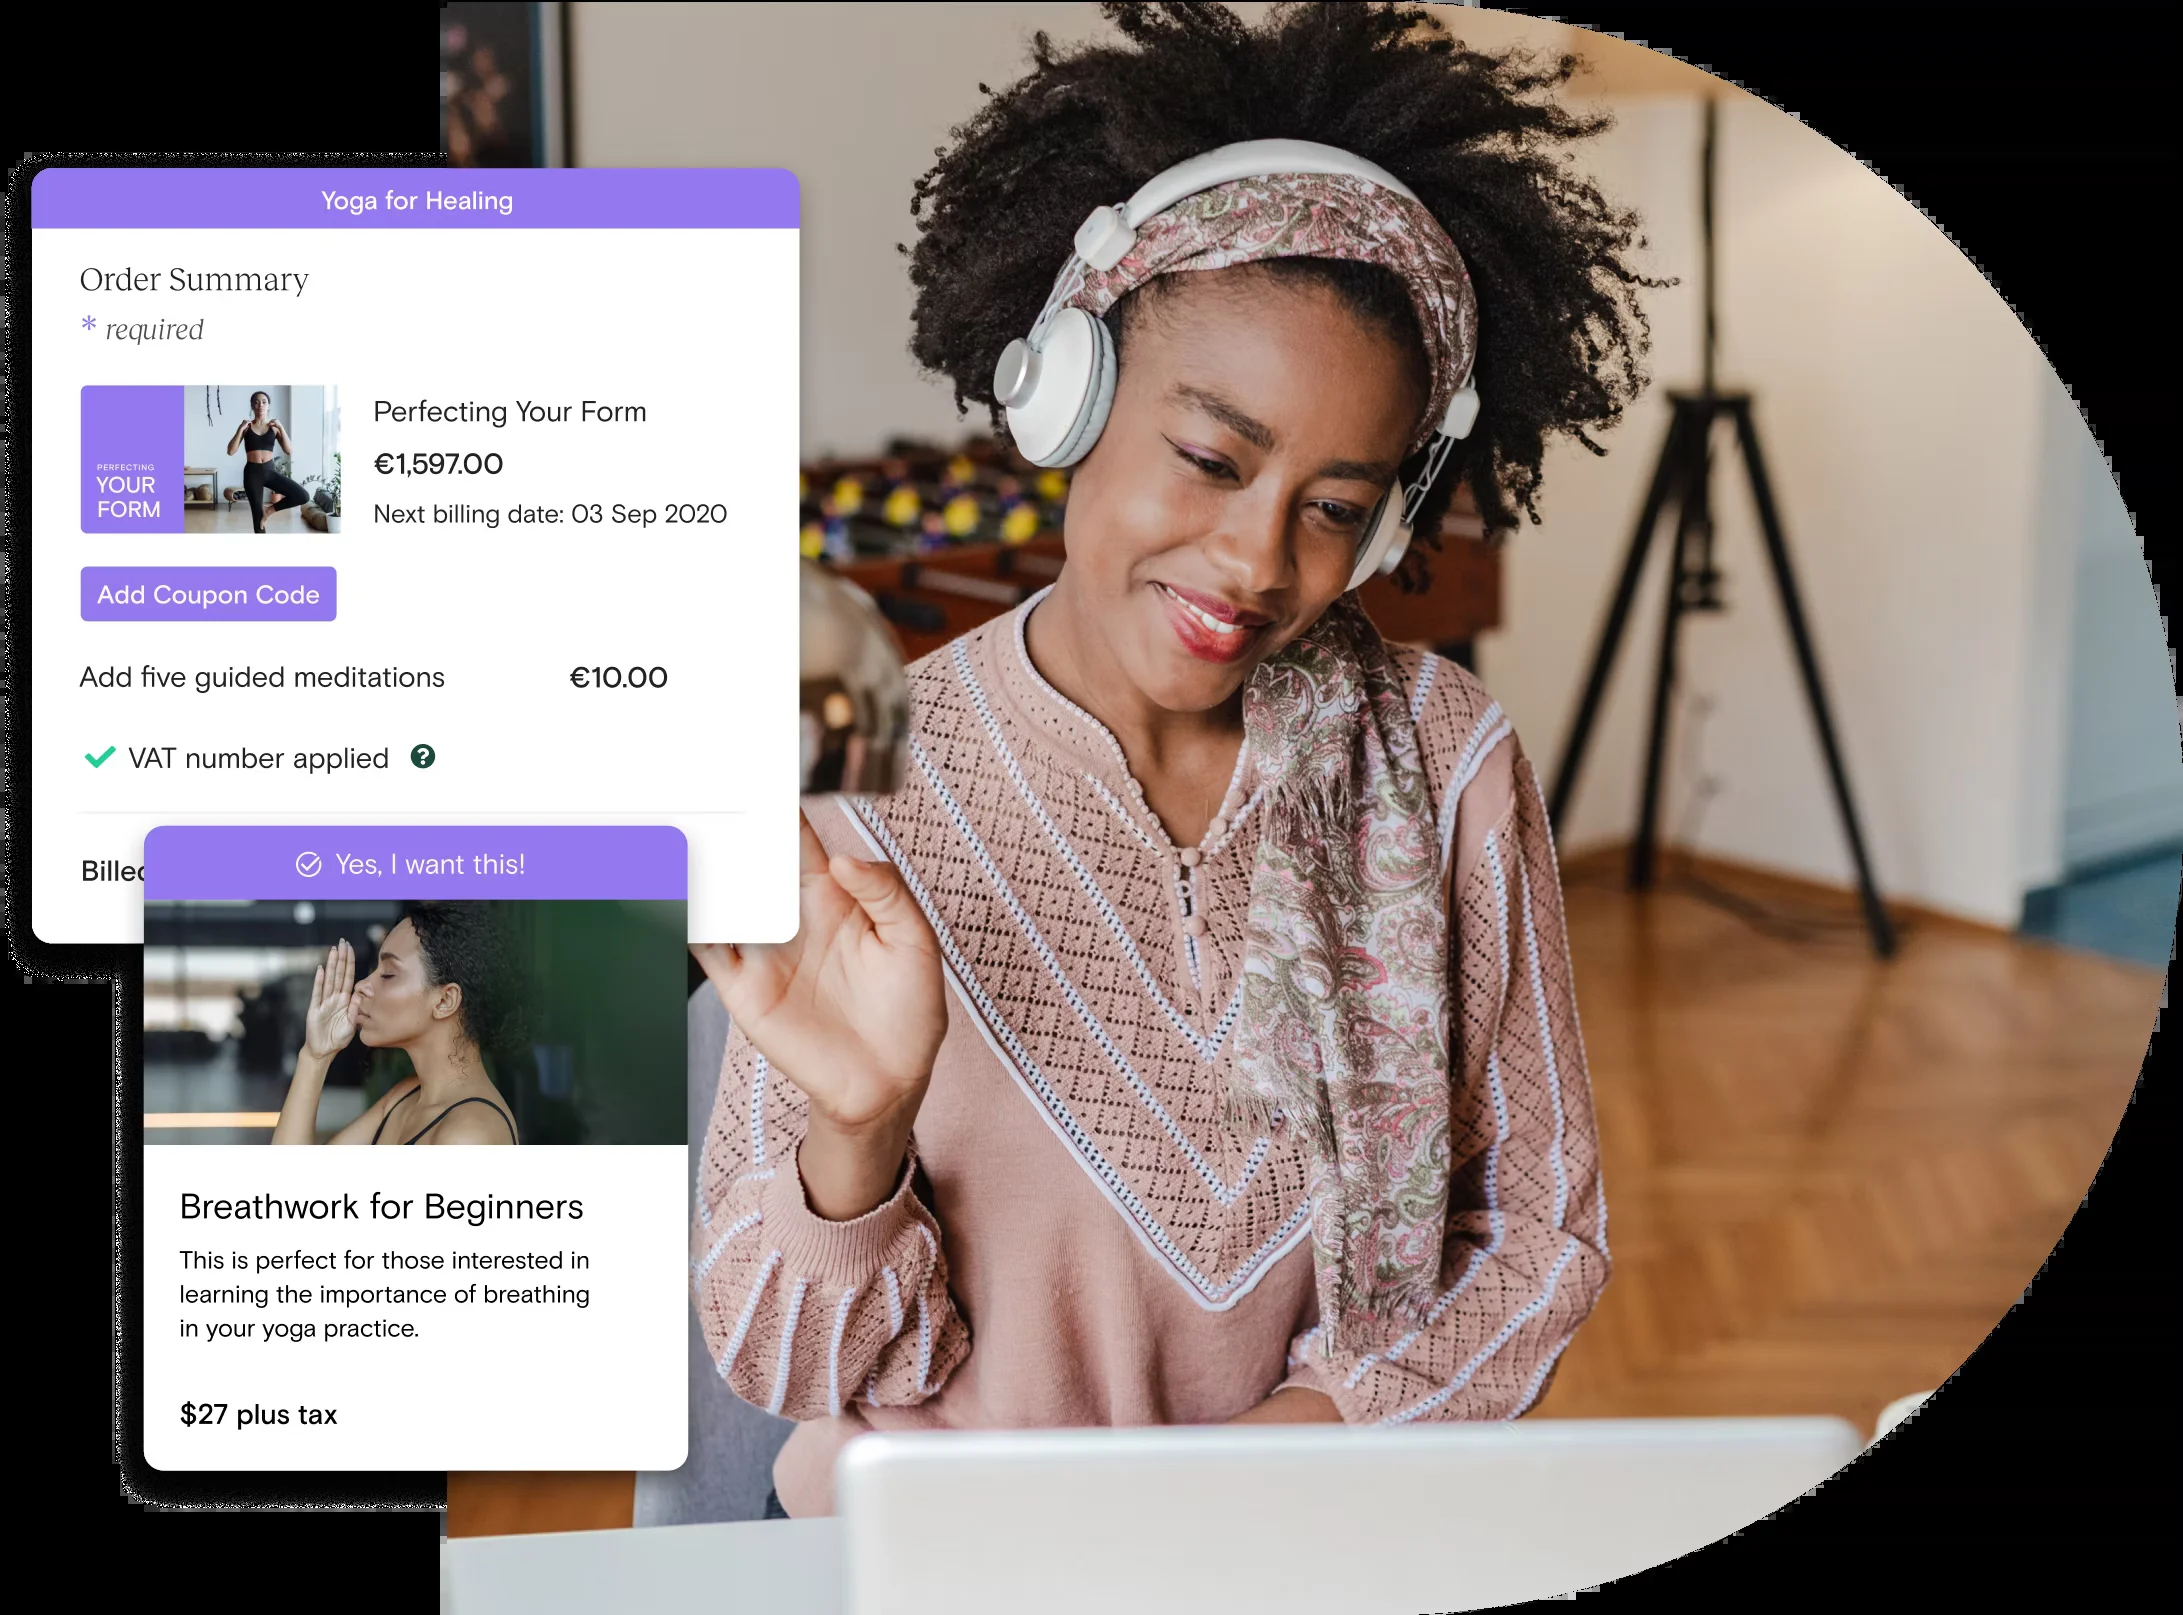 Yoga for Healing
Order Summary
* required
PERFECTING
YOUR
FORM
Perfecting Your Form
€1,597.00
Next billing date: 03 Sep 2020
Add Coupon Code
Add five guided meditations €10.00
VAT number applied ?
Billed
Yes, I want this!
Breathwork for Beginners
This is perfect for those interested in
learning the importance of breathing
in your yoga practice.
$27 plus tax